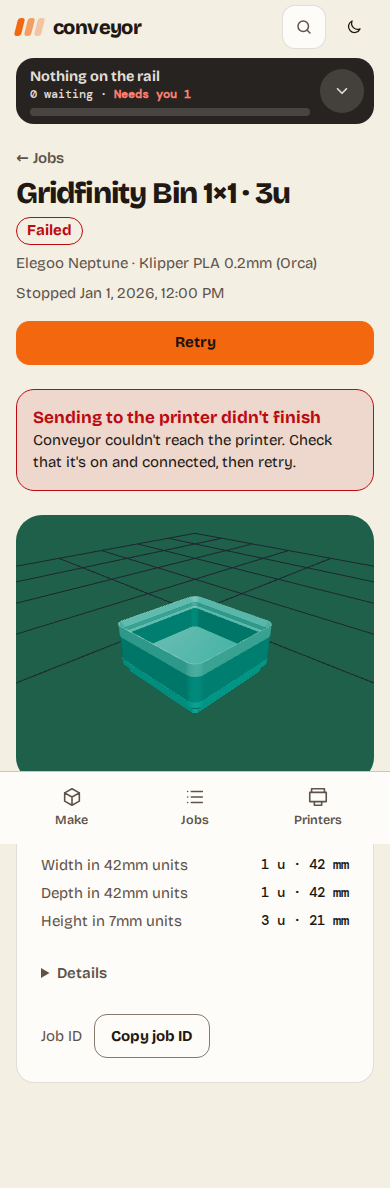 conveyor
Nothing on the rail
0 waiting · Needs you 1
← Jobs
Gridfinity Bin 1×1 · 3u
Failed
Elegoo Neptune · Klipper PLA 0.2mm (Orca)
Stopped Jan 1, 2026, 12:00 PM
Retry
Sending to the printer didn't finish
Conveyor couldn't reach the printer. Check
that it's on and connected, then retry.
Make Jobs Printers
Width in 42mm units 1 u · 42 mm
Depth in 42mm units 1 u · 42 mm
Height in 7mm units 3 u · 21 mm
Details
Job ID Copy job ID